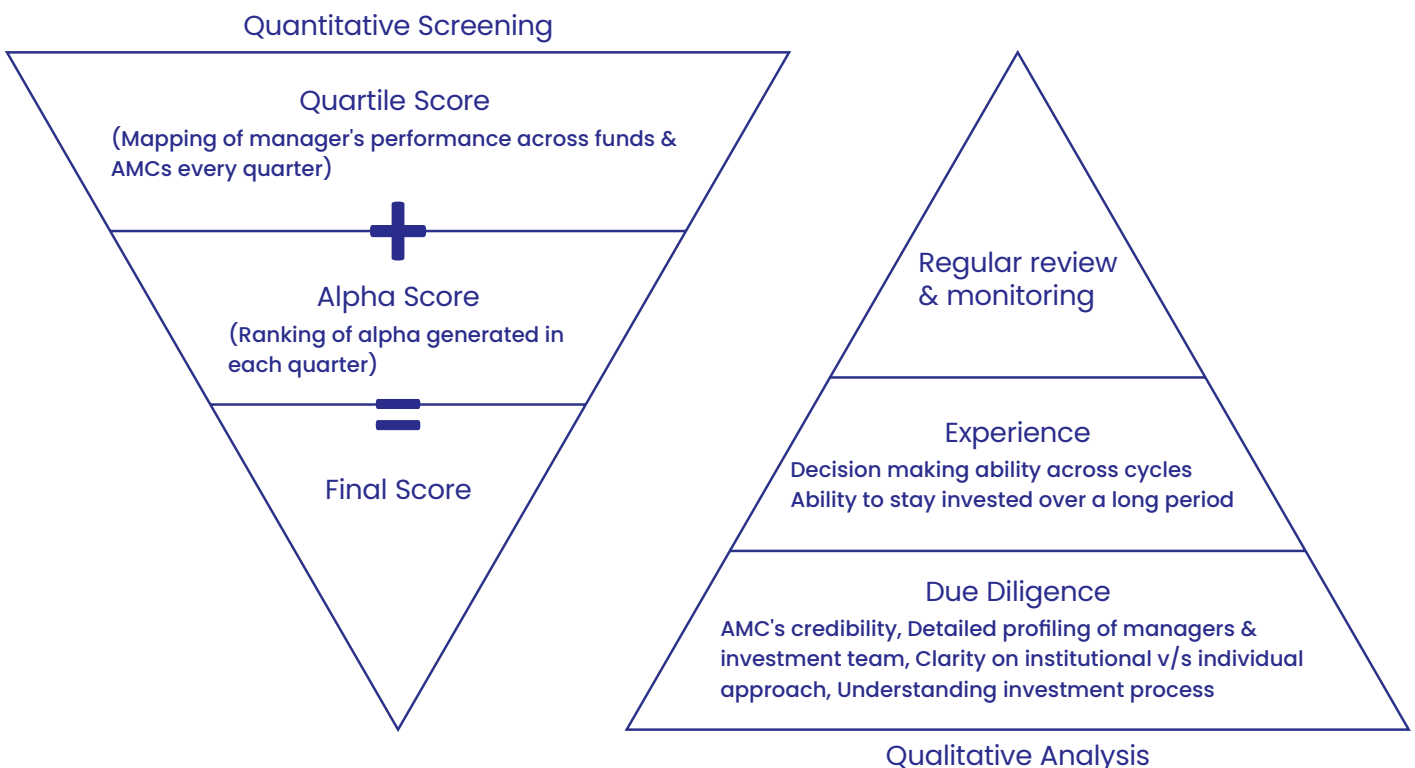 Quantitative Screening
Quartile Score
(Mapping of manager's performance across funds &
AMCs every quarter)
+
Alpha Score
(Ranking of alpha generated in
each quarter)
=
Final Score
Regular review
& monitoring
Experience
Decision making ability across cycles
Ability to stay invested over a long period
Due Diligence
AMC's credibility, Detailed profiling of managers &
investment team, Clarity on institutional v/s individual
approach, Understanding investment process
Qualitative Analysis